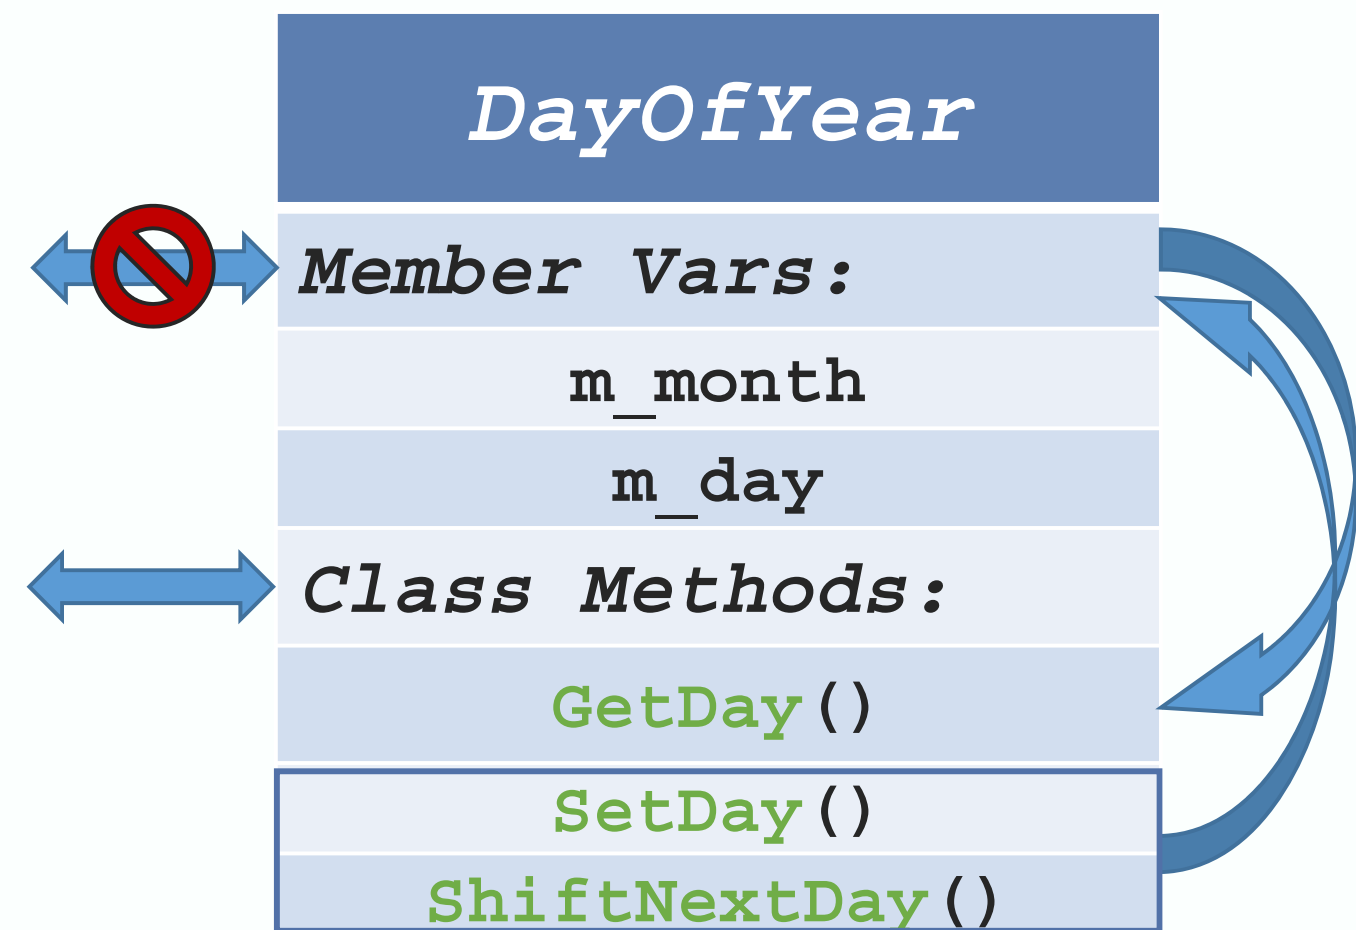 DayOfYear
Member Vars:
m_month
m_day
Class Methods:
GetDay()
SetDay()
ShiftNextDay()